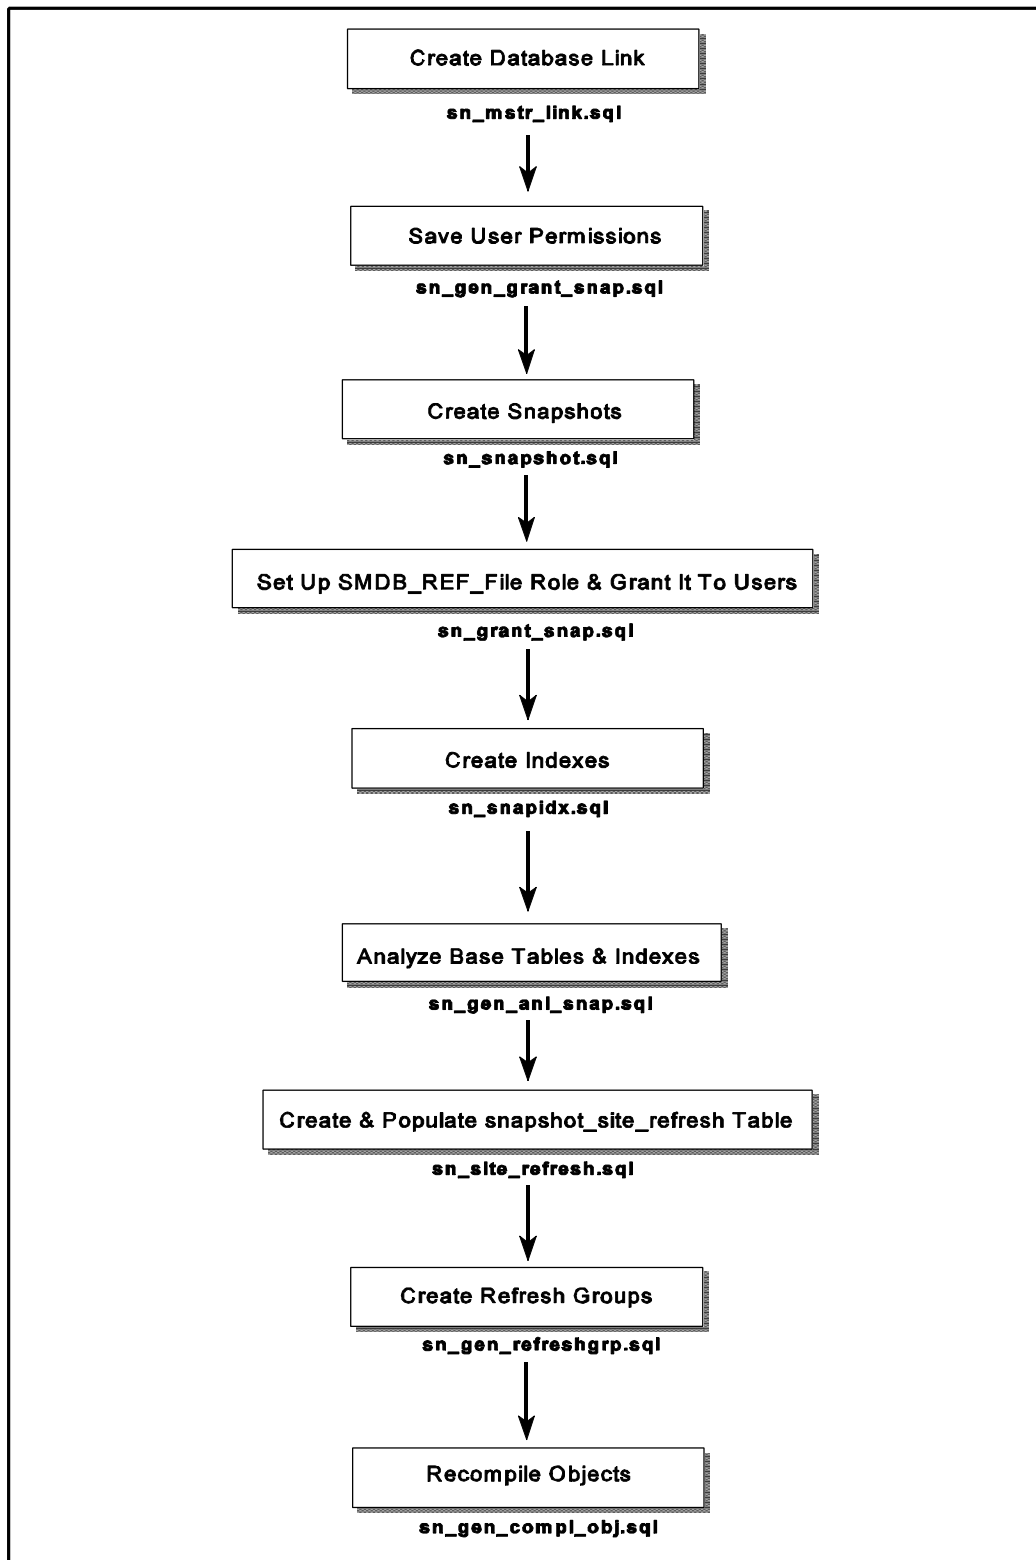 Create Database Link
sn_mstr_link.sql
Save User Permissions
sn_gen_grant_snap.sql
Create Snapshots
sn_snapshot.sql
Set Up SMDB_REF_File Role & Grant It To Users
sn_grant_snap.sql
Create Indexes
sn_snapidx.sql
Analyze Base Tables & Indexes
sn_gen_anl_snap.sql
Create & Populate snapshot_site_refresh Table
sn_site_refresh.sql
Create Refresh Groups
sn_gen_refreshgrp.sql
Recompile Objects
sn_gen_compl_obj.sql